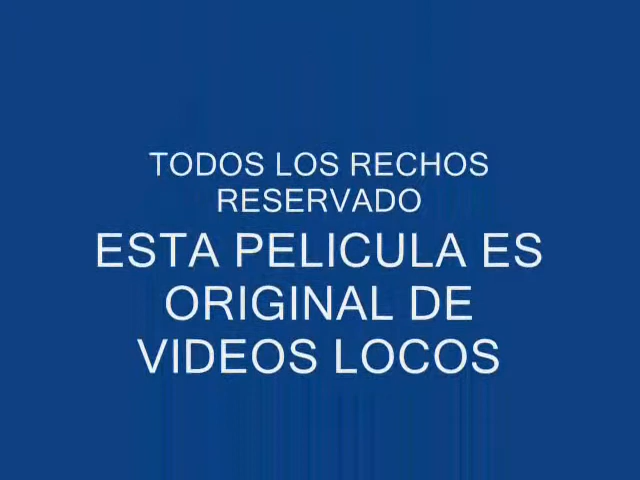 TODOS LOS RECHOS
RESERVADO
ESTA PELICULA ES
ORIGINAL DE
VIDEOS LOCOS